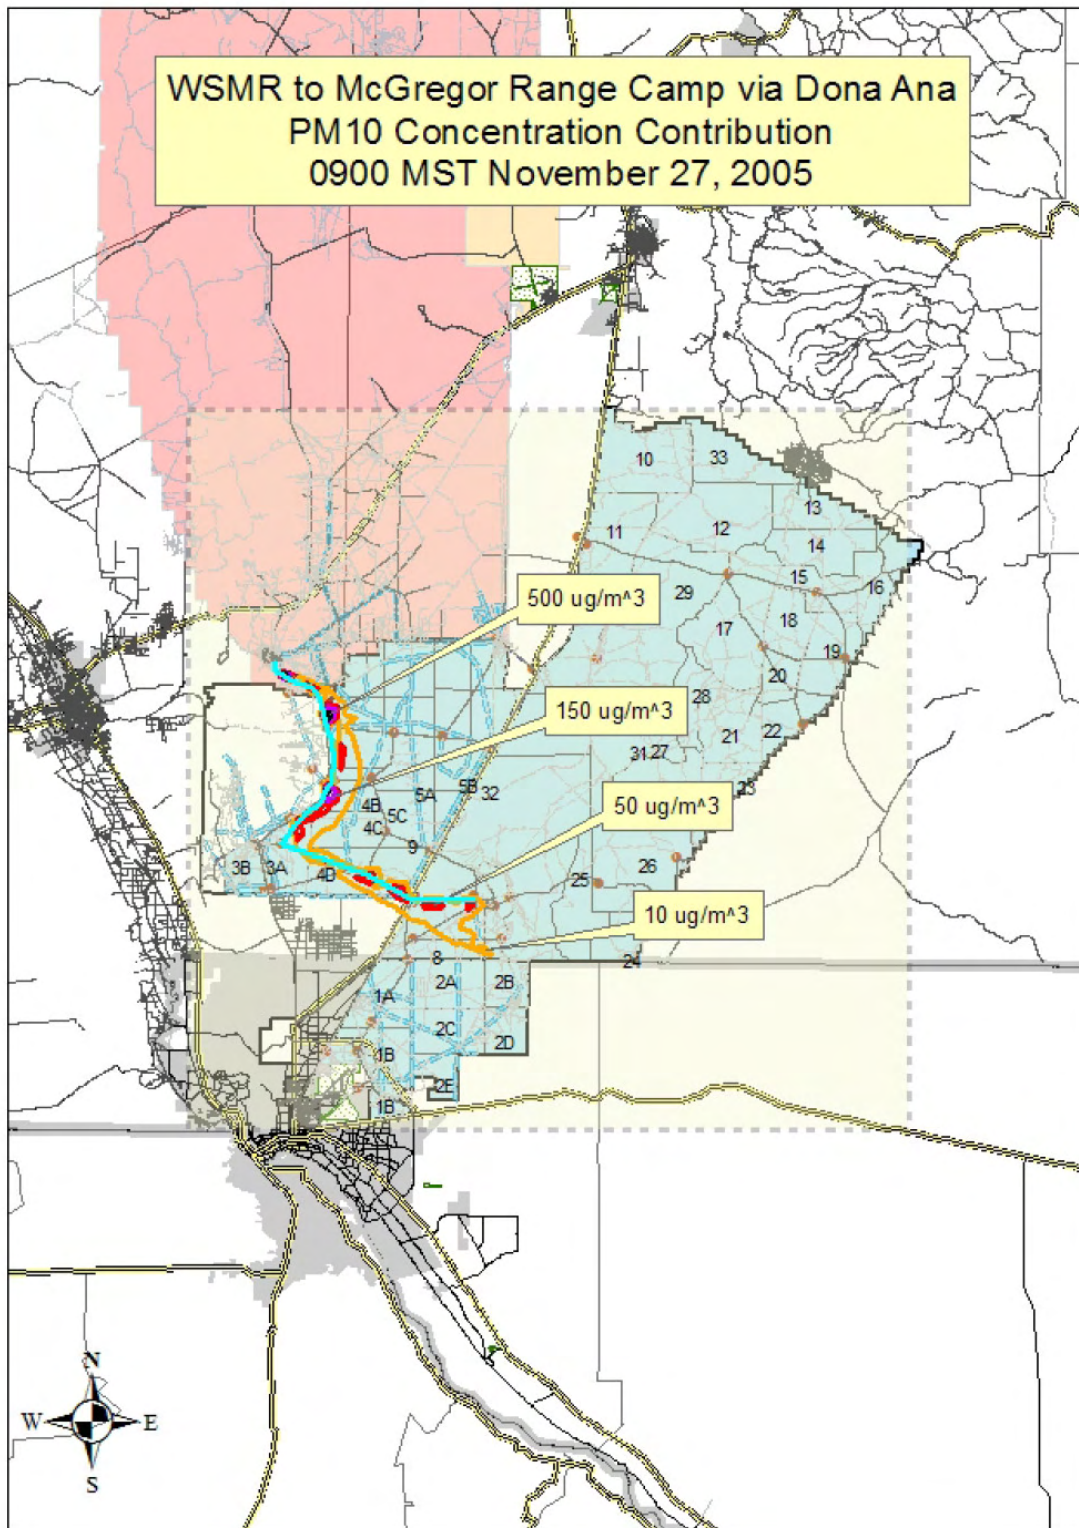 WSMR to McGregor Range Camp via Dona Ana
PM10 Concentration Contribution
0900 MST November 27, 2005
10
33
13
11
12
14
15
16
29
500 ug/m^3
17
18
19
20
28
150 ug/m^3
22
21
31
27
23
5A
5B
32
4B
5C
4C
50 ug/m^3
9
3B
3A
4D
26
25
10 ug/m^3
8
24
2A
2B
1A
2C
2D
1B
2E
1B
N
W
E
S